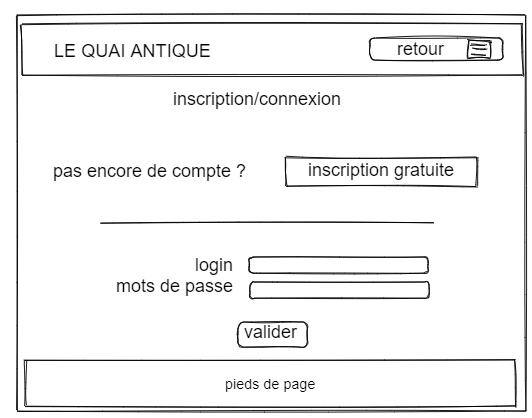 LE QUAI ANTIQUE
retour
inscription/connexion
pas encore de compte ?
inscription gratuite
login
mots de passe
valider
pieds de page